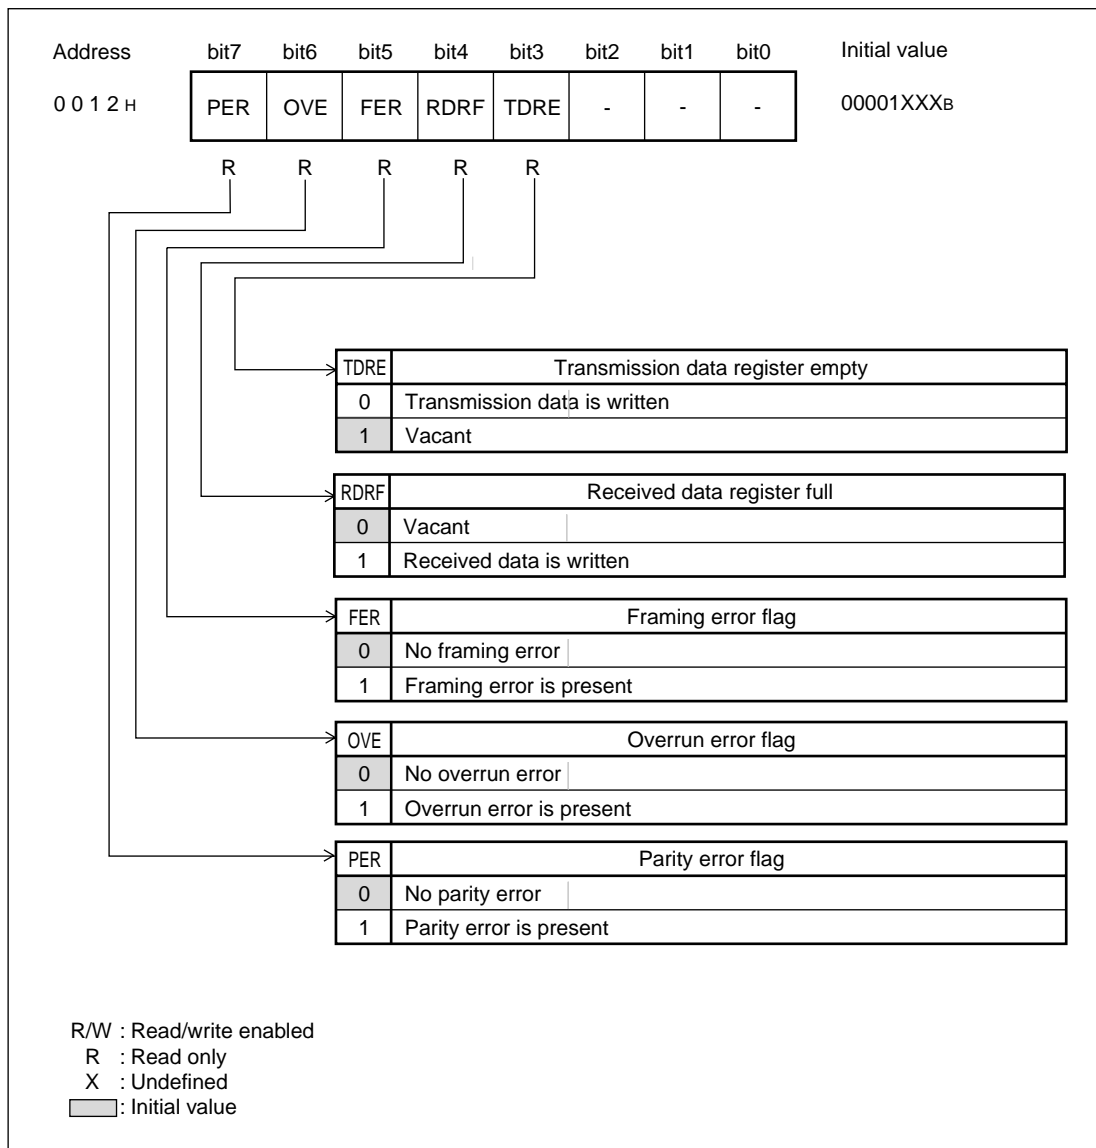 Address bit7 bit6 bit5 bit4 bit3 bit2 bit1 bit0 Initial value
0 0 1 2 H PER OVE FER RDRF TDRE - - - 00001XXXB
R R R R R
TDRE Transmission data register empty
0 Transmission data is written
1 Vacant
RDRF Received data register full
0 Vacant
1 Received data is written
FER Framing error flag
0 No framing error
1 Framing error is present
OVE Overrun error flag
0 No overrun error
1 Overrun error is present
PER Parity error flag
0 No parity error
1 Parity error is present
R/W : Read/write enabled
R : Read only
X : Undefined
: Initial value